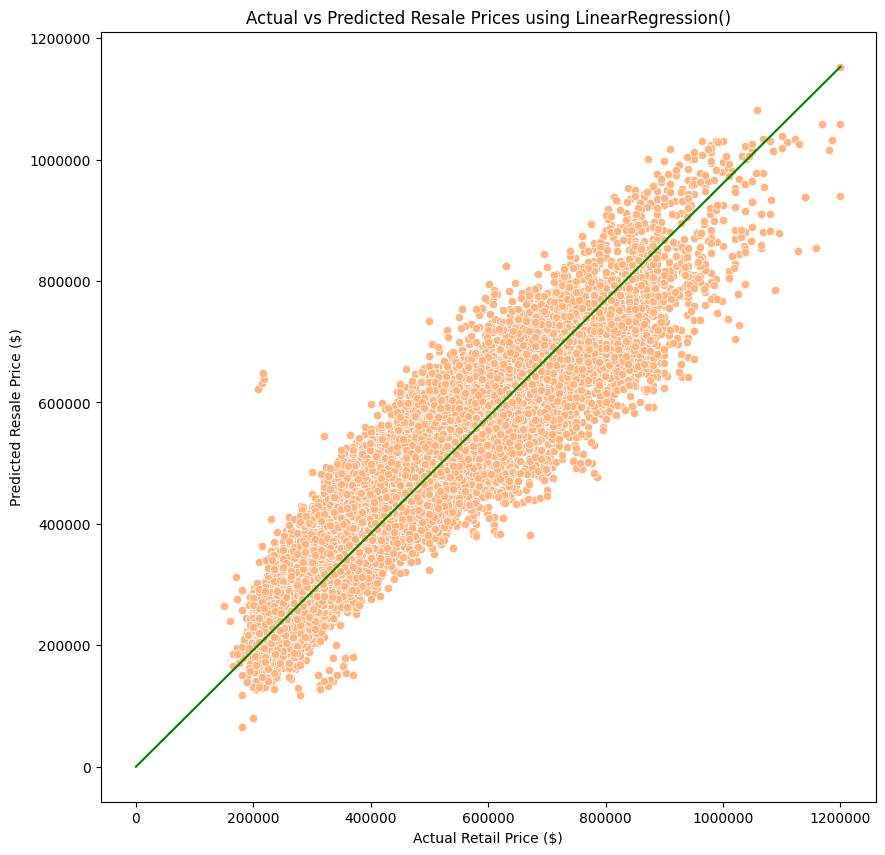 Actual vs Predicted Resale Prices using LinearRegression()
1200000
1000000
800000
600000
400000
200000
0
Predicted Resale Price ($)
0 200000 400000 600000 800000 1000000 1200000
Actual Retail Price ($)